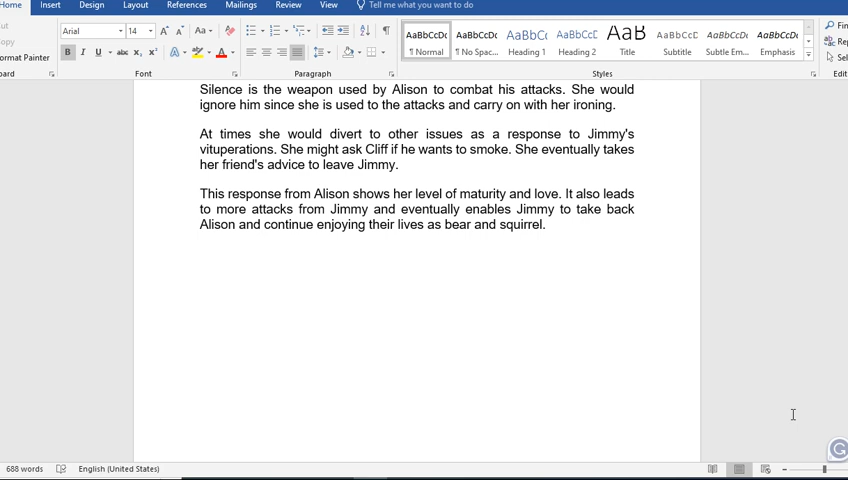 Home Insert Design Layout References Mailings Review View Tell me what you want to do
Arial 14
ormat Painter
AaBbCcDc AaBbCcDc AaBbCc AaBbCcD AaB AaBbCcD AaBbCcDc AaBbCcDc
¶ Normal ¶ No Spac... Heading 1 Heading 2 Title Subtitle Subtle Em... Emphasis
Font Paragraph Styles
Silence is the weapon used by Alison to combat his attacks. She would
ignore him since she is used to the attacks and carry on with her ironing.
At times she would divert to other issues as a response to Jimmy's
vituperations. She might ask Cliff if he wants to smoke. She eventually takes
her friend's advice to leave Jimmy.
This response from Alison shows her level of maturity and love. It also leads
to more attacks from Jimmy and eventually enables Jimmy to take back
Alison and continue enjoying their lives as bear and squirrel.
688 words English (United States)